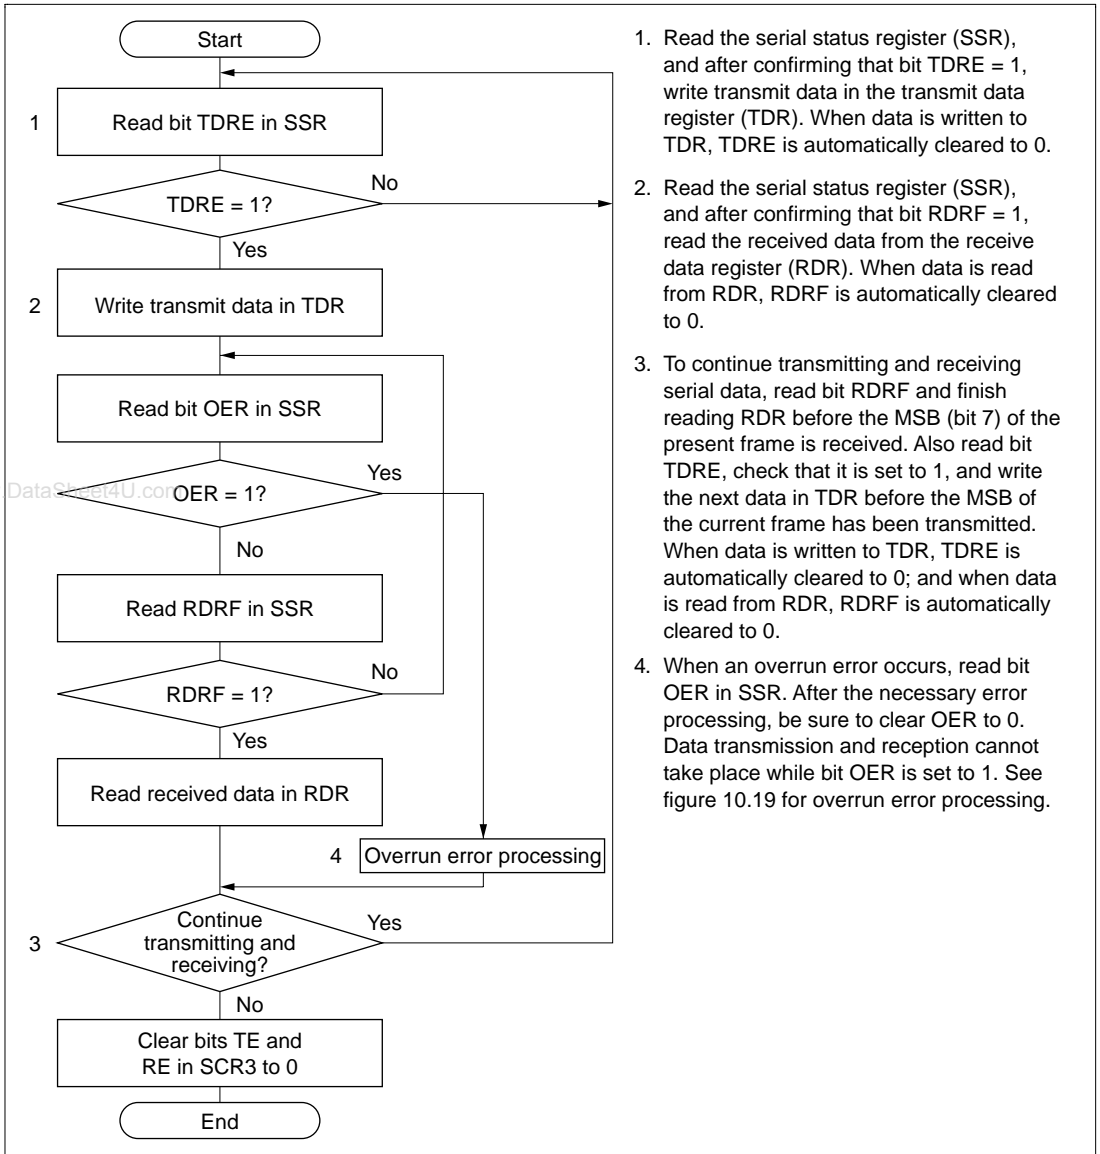 Start
1
Read bit TDRE in SSR
No
TDRE = 1?
Yes
2
Write transmit data in TDR
Read bit OER in SSR
Yes
DataSheet4U.com
OER = 1?
No
Read RDRF in SSR
No
RDRF = 1?
Yes
Read received data in RDR
4
Overrun error processing
Yes
3
Continue
transmitting and
receiving?
No
Clear bits TE and
RE in SCR3 to 0
End
1. Read the serial status register (SSR),
and after confirming that bit TDRE = 1,
write transmit data in the transmit data
register (TDR). When data is written to
TDR, TDRE is automatically cleared to 0.
2. Read the serial status register (SSR),
and after confirming that bit RDRF = 1,
read the received data from the receive
data register (RDR). When data is read
from RDR, RDRF is automatically cleared
to 0.
3. To continue transmitting and receiving
serial data, read bit RDRF and finish
reading RDR before the MSB (bit 7) of the
present frame is received. Also read bit
TDRE, check that it is set to 1, and write
the next data in TDR before the MSB of
the current frame has been transmitted.
When data is written to TDR, TDRE is
automatically cleared to 0; and when data
is read from RDR, RDRF is automatically
cleared to 0.
4. When an overrun error occurs, read bit
OER in SSR. After the necessary error
processing, be sure to clear OER to 0.
Data transmission and reception cannot
take place while bit OER is set to 1. See
figure 10.19 for overrun error processing.